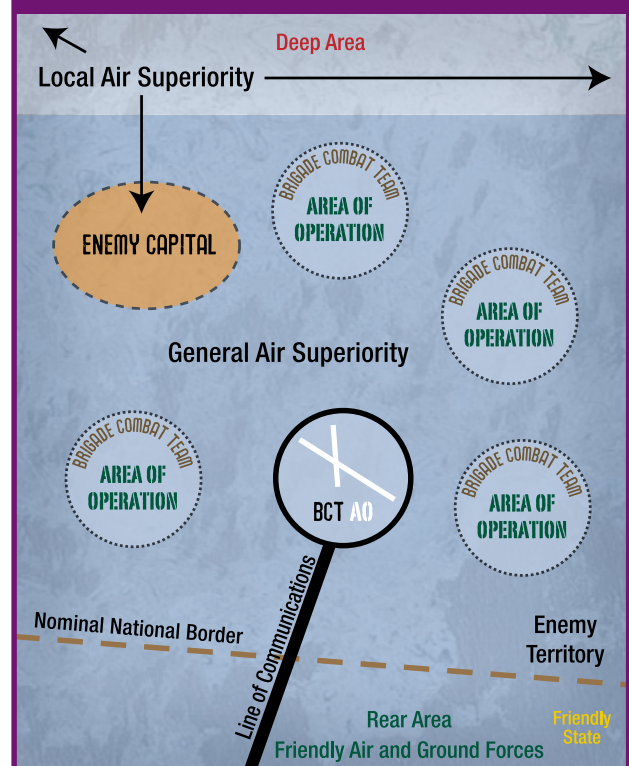 Deep Area
Local Air Superiority
BRIGADE COMBAT TEAM
AREA OF
OPERATION
ENEMY CAPITAL
BRIGADE COMBAT TEAM
AREA OF
OPERATION
General Air Superiority
BRIGADE COMBAT TEAM
AREA OF
OPERATION
BCT AO
BRIGADE COMBAT TEAM
AREA OF
OPERATION
Line of Communications
Nominal National Border
Enemy
Territory
Rear Area
Friendly Air and Ground Forces
Friendly
State